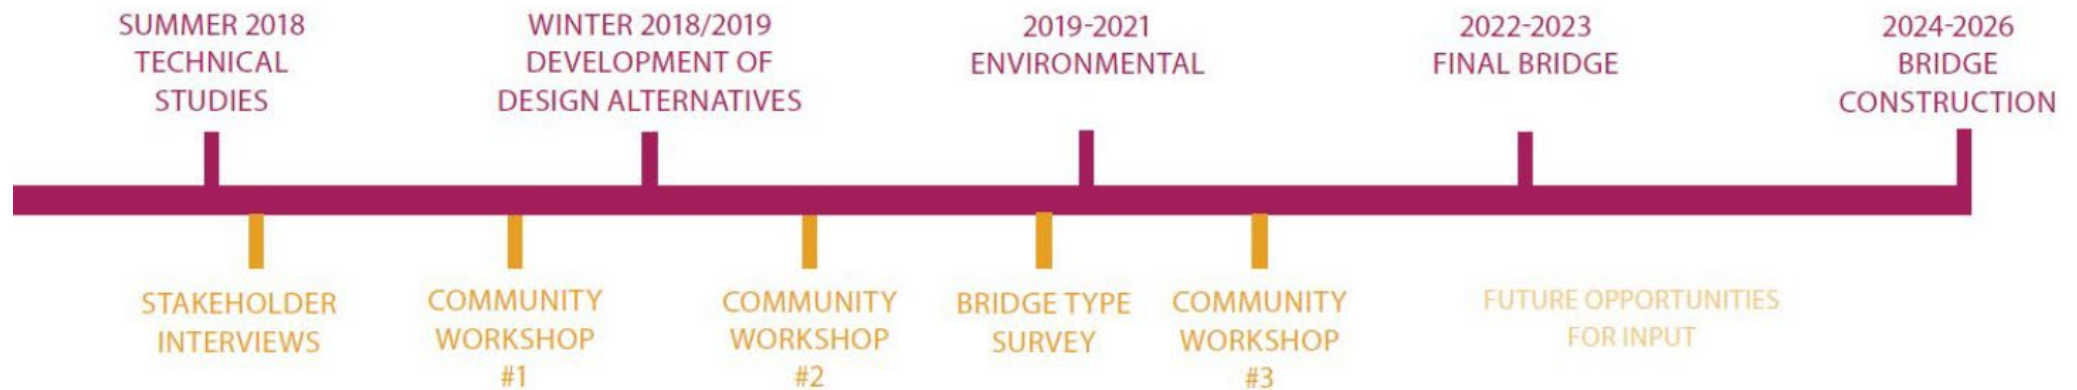 SUMMER 2018
TECHNICAL
STUDIES
WINTER 2018/2019
DEVELOPMENT OF
DESIGN ALTERNATIVES
2019-2021
ENVIRONMENTAL
2022-2023
FINAL BRIDGE
2024-2026
BRIDGE
CONSTRUCTION
STAKEHOLDER
INTERVIEWS
COMMUNITY
WORKSHOP
#1
COMMUNITY
WORKSHOP
#2
BRIDGE TYPE
SURVEY
COMMUNITY
WORKSHOP
#3
FUTURE OPPORTUNITIES
FOR INPUT